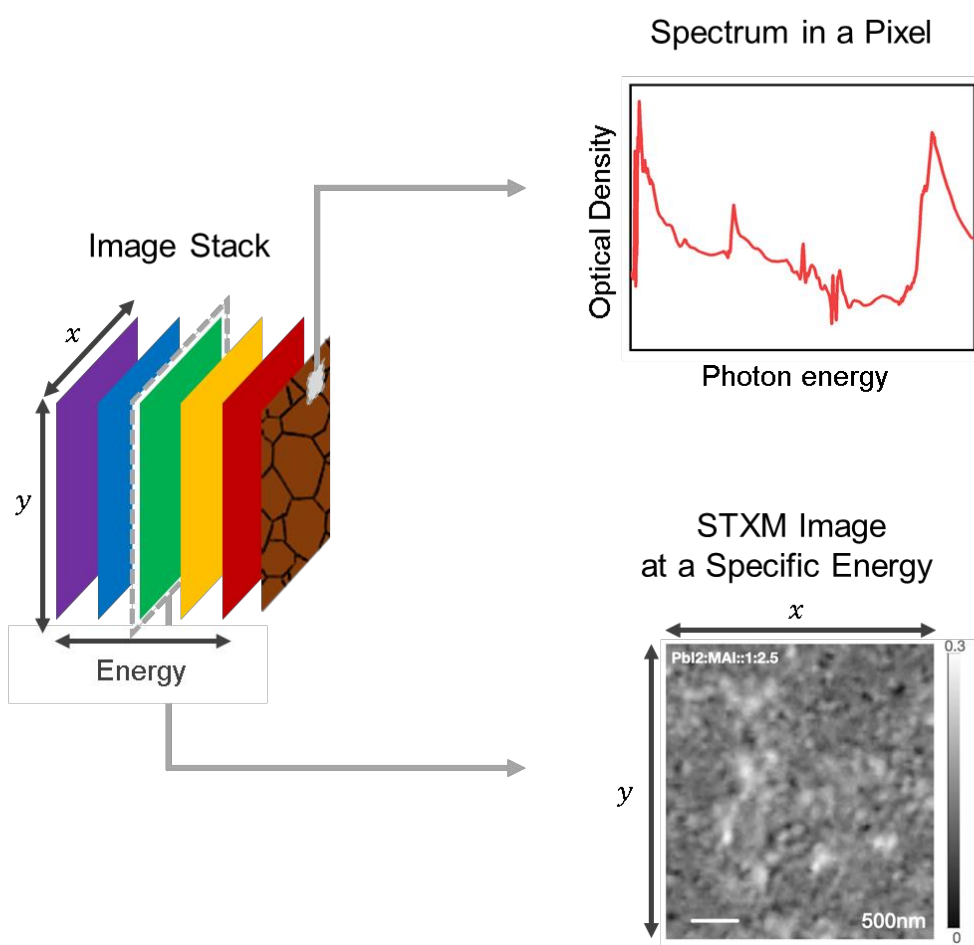 Spectrum in a Pixel
Optical Density
Photon energy
Image Stack
x
y
Energy
STXM Image
at a Specific Energy
x
y
PbI2:MAI::1:2.5
0.3
500nm
0